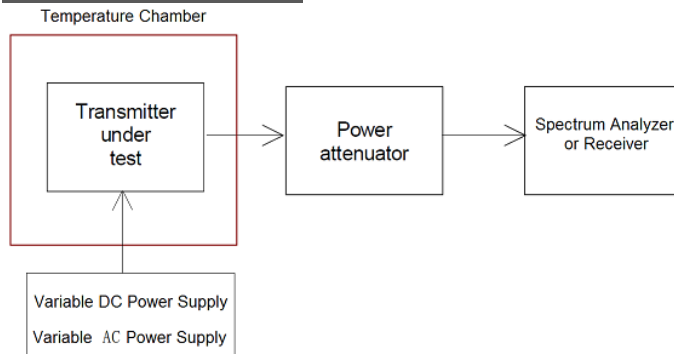 Temperature Chamber
Transmitter
under
test
Power
attenuator
Spectrum Analyzer
or Receiver
Variable DC Power Supply
Variable AC Power Supply